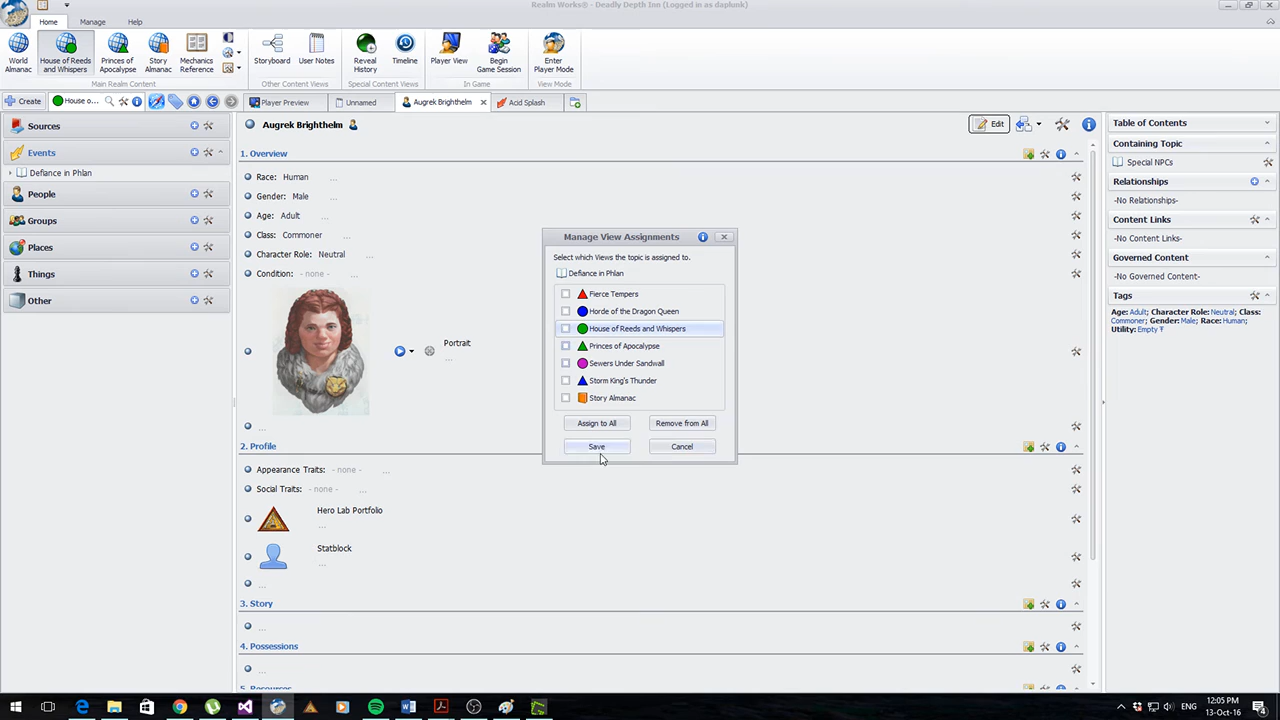 Realm Works® - Deadly Depth Inn (Logged in as daplunk)
Home Manage Help
World Almanac
House of Reeds and Whispers
Princes of Apocalypse
Story Almanac
Mechanics Reference
Storyboard
User Notes
Reveal History
Timeline
Player View
Begin Game Session
Enter Player Mode
Main Realm Content
Other Content Views
Special Content Views
In Game
View Mode
Create
House o...
Player Preview
Unnamed
Augrek Brighthelm
Acid Splash
Sources
Events
Defiance in Phlan
People
Groups
Places
Things
Other
Augrek Brighthelm
Edit
1. Overview
Race: Human ...
Gender: Male ...
Age: Adult ...
Class: Commoner ...
Character Role: Neutral ...
Condition: - none - ...
Portrait
...
...
2. Profile
Appearance Traits: - none - ...
Social Traits: - none - ...
Hero Lab Portfolio
...
Statblock
...
...
3. Story
...
4. Possessions
...
5. Resources
Manage View Assignments
Select which Views the topic is assigned to.
Defiance in Phlan
Fierce Tempers
Horde of the Dragon Queen
House of Reeds and Whispers
Princes of Apocalypse
Sewers Under Sandwall
Storm King's Thunder
Story Almanac
Assign to All
Remove from All
Save
Cancel
Table of Contents
Containing Topic
Special NPCs
Relationships
-No Relationships-
Content Links
-No Content Links-
Governed Content
-No Governed Content-
Tags
Age: Adult; Character Role: Neutral; Class:
Commoner; Gender: Male; Race: Human;
Utility: Empty
ENG
12:05 PM
13-Oct-16